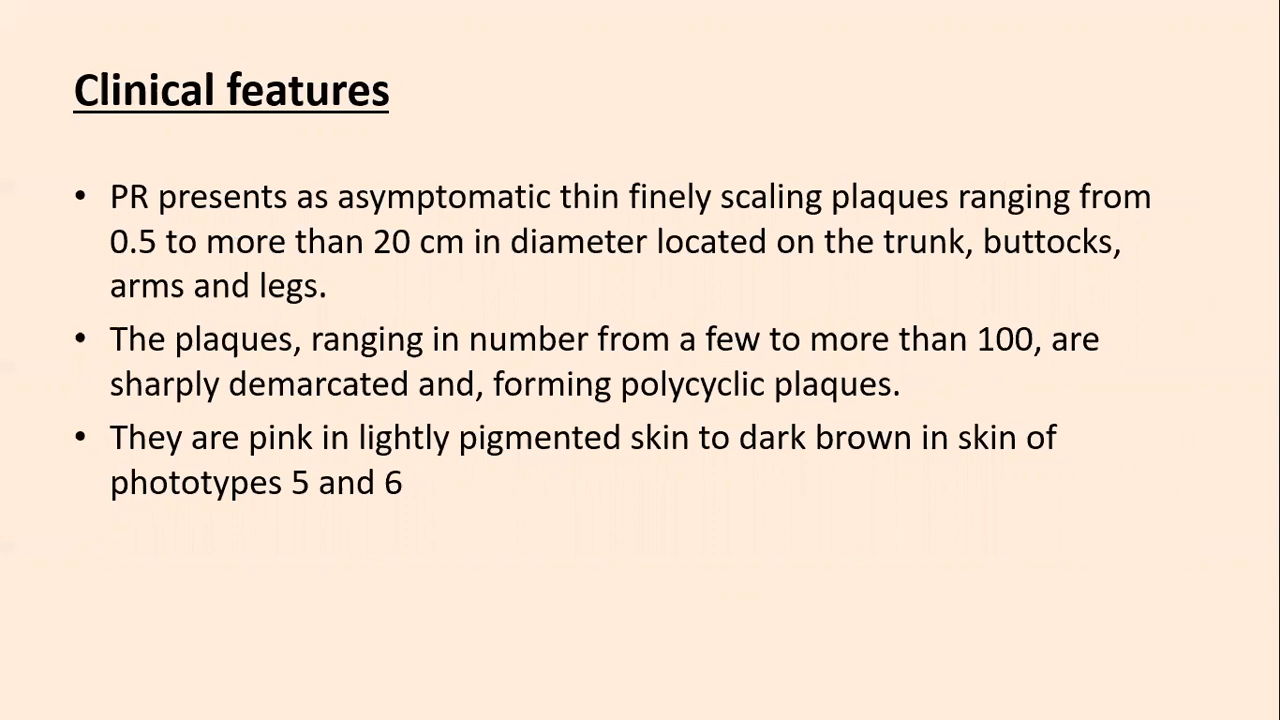 Clinical features
• PR presents as asymptomatic thin finely scaling plaques ranging from
0.5 to more than 20 cm in diameter located on the trunk, buttocks,
arms and legs.
• The plaques, ranging in number from a few to more than 100, are
sharply demarcated and, forming polycyclic plaques.
• They are pink in lightly pigmented skin to dark brown in skin of
phototypes 5 and 6